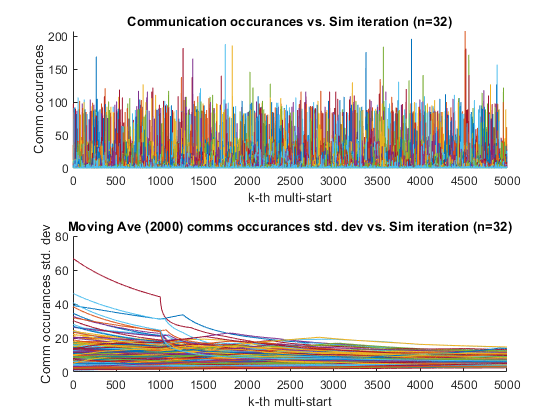 Communication occurances vs. Sim iteration (n=32)
Comm occurances
200
150
100
50
0
0 500 1000 1500 2000 2500 3000 3500 4000 4500 5000
k-th multi-start
Moving Ave (2000) comms occurances std. dev vs. Sim iteration (n=32)
Comm occurances std. dev
80
60
40
20
0
0 500 1000 1500 2000 2500 3000 3500 4000 4500 5000
k-th multi-start